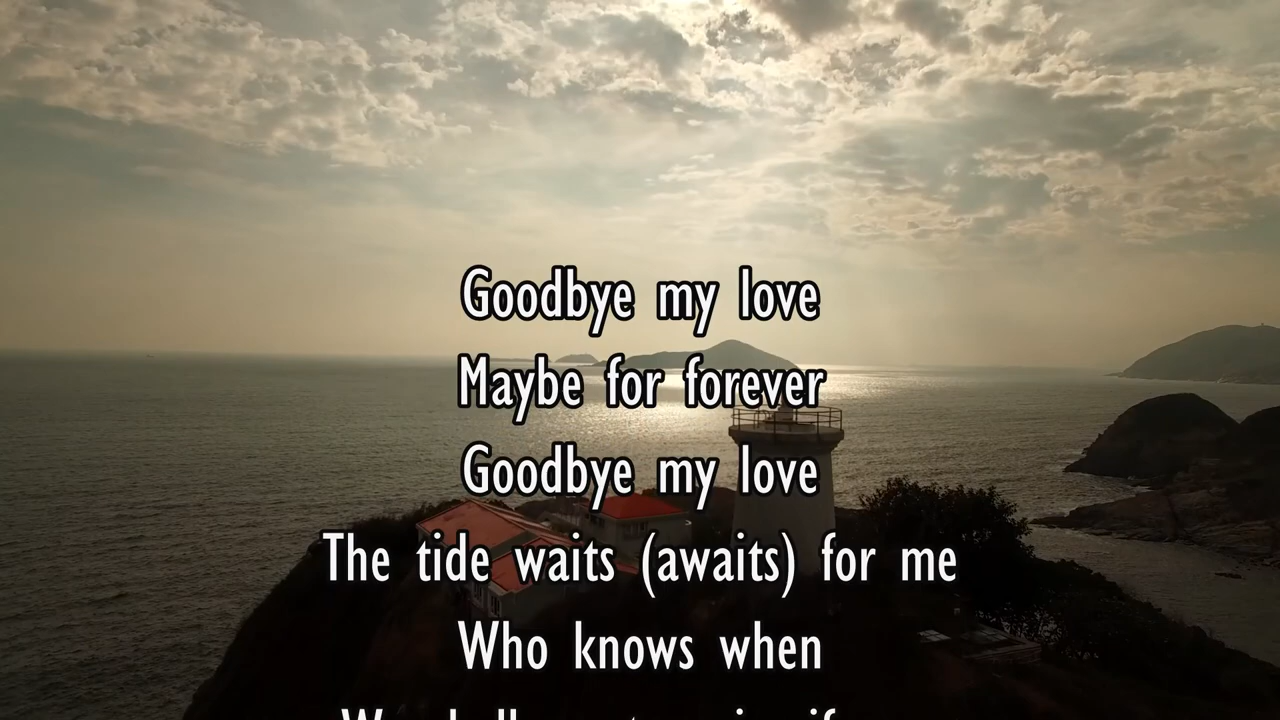 Goodbye my love
Maybe for forever
Goodbye my love
The tide waits (awaits) for me
Who knows when